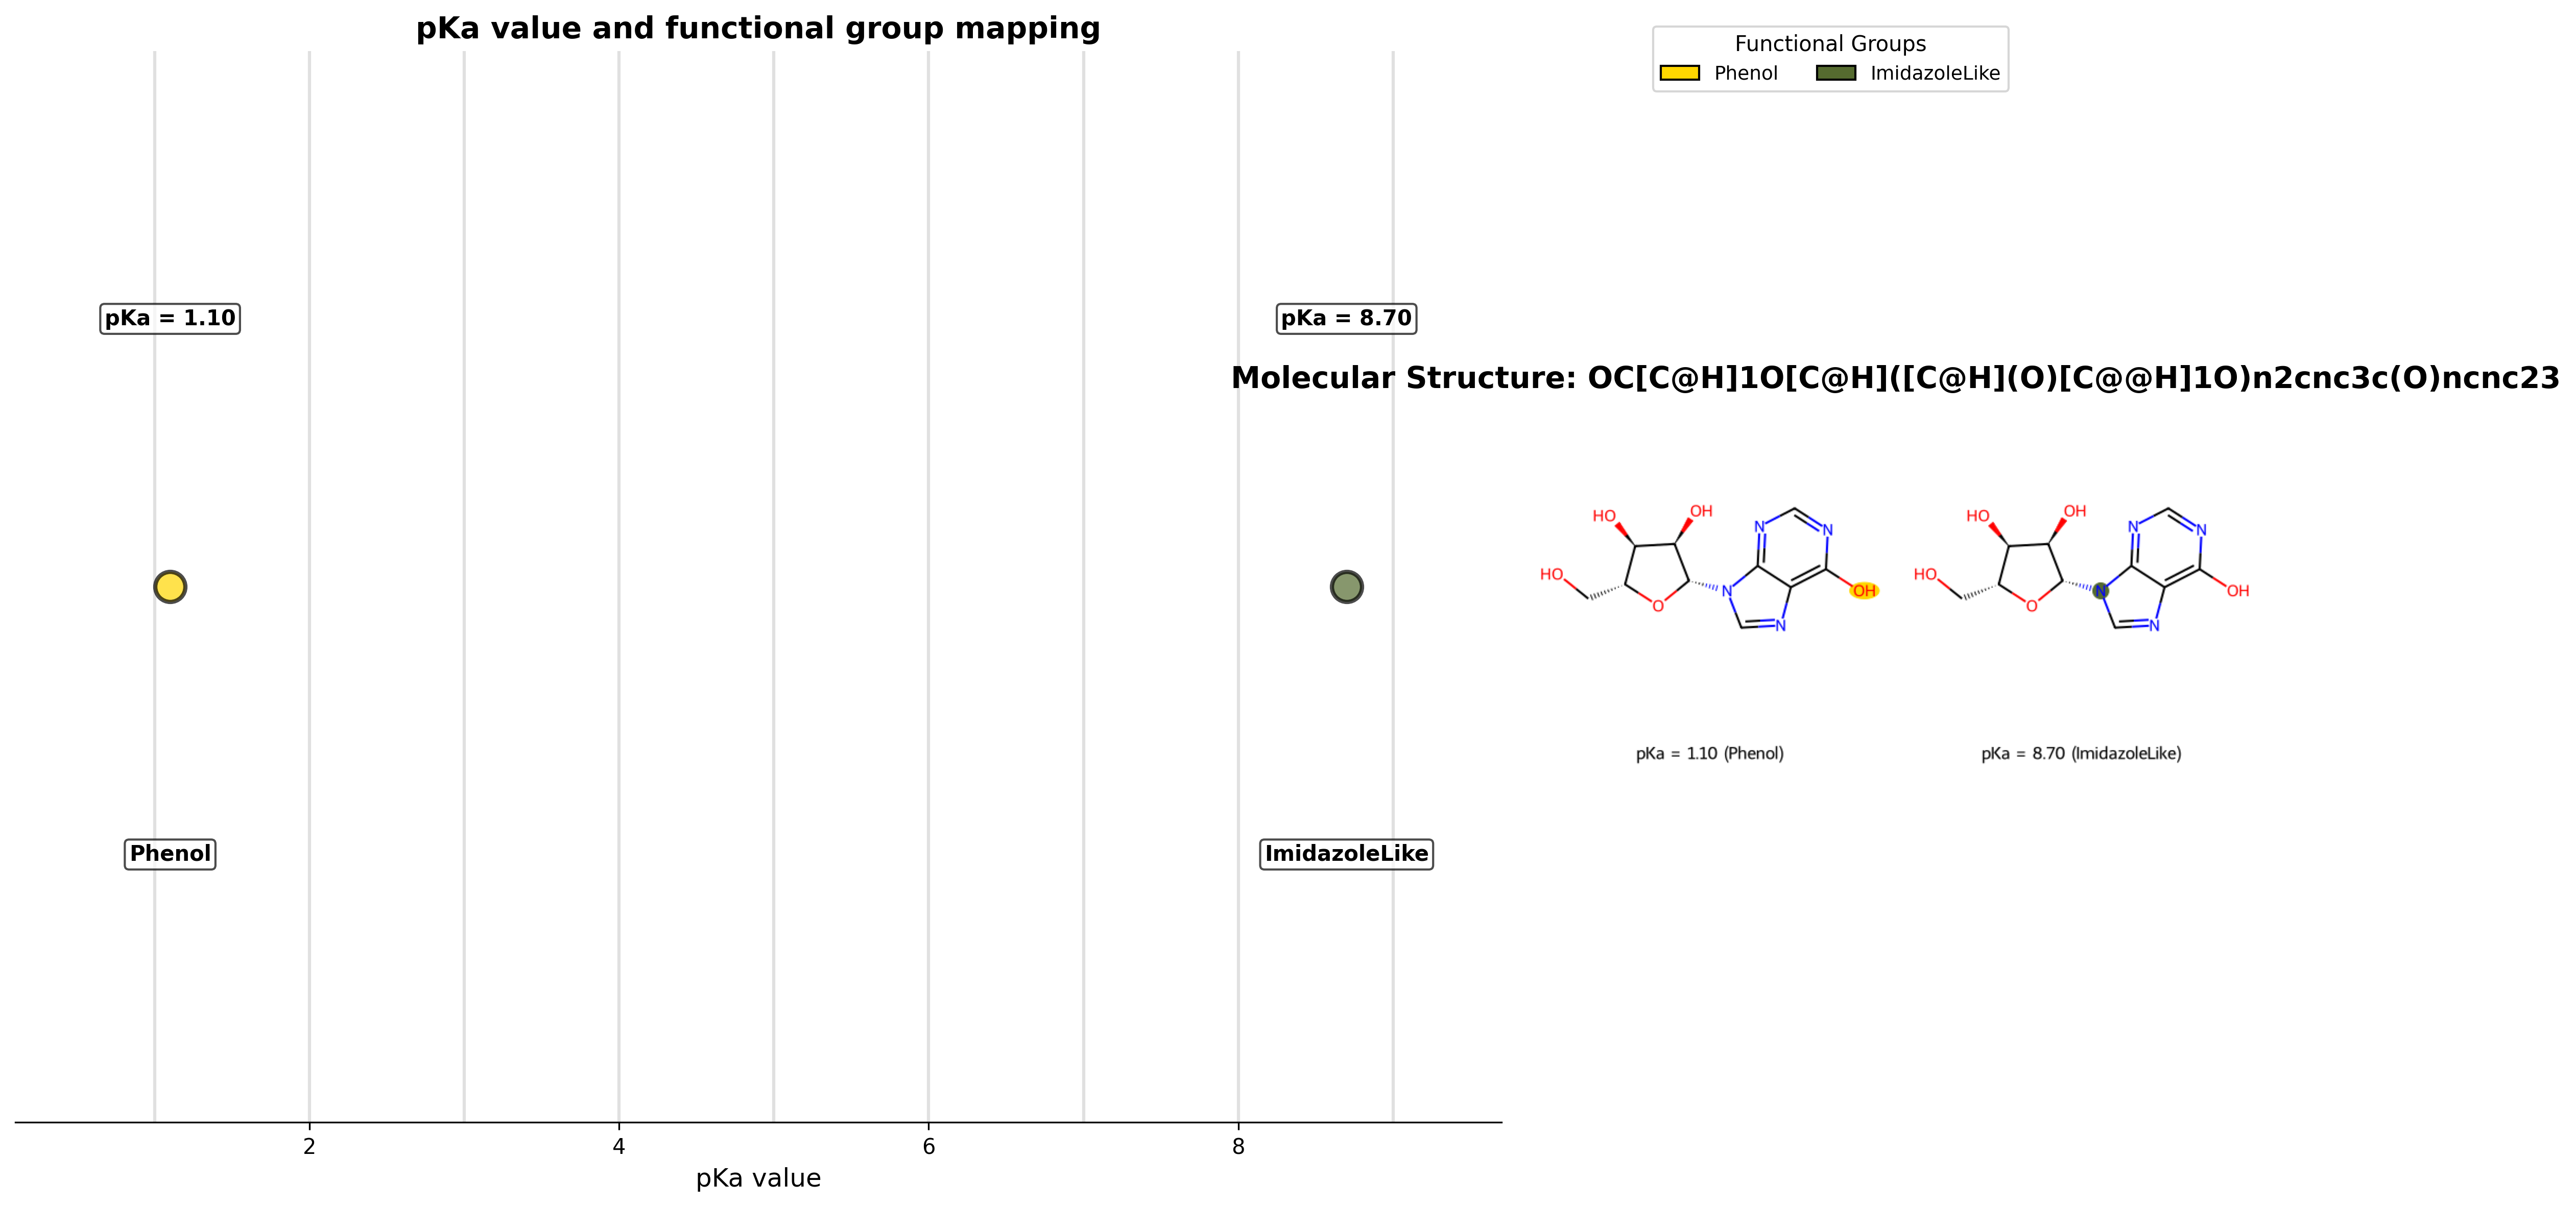 pKa value and functional group mapping
Functional Groups
Phenol ImidazoleLike
pKa = 1.10
pKa = 8.70
Molecular Structure: OC[C@H]1O[C@H]([C@H](O)[C@@H]1O)n2cnc3c(O)ncnc23
HO OH N N
HO O N OH
N
HO OH N N
HO O N OH
N
pKa = 1.10 (Phenol)
pKa = 8.70 (ImidazoleLike)
Phenol
ImidazoleLike
2 4 6 8
pKa value